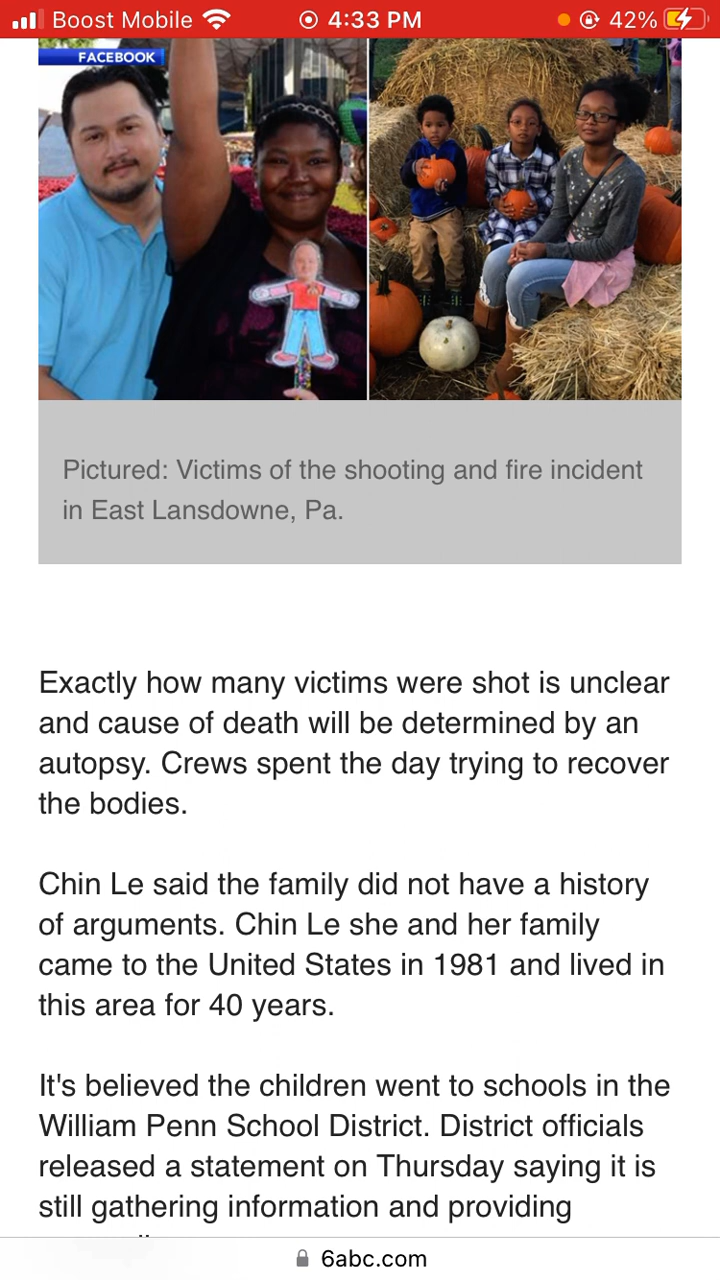 Boost Mobile 4:33 PM 42%
FACEBOOK
Pictured: Victims of the shooting and fire incident
in East Lansdowne, Pa.
Exactly how many victims were shot is unclear
and cause of death will be determined by an
autopsy. Crews spent the day trying to recover
the bodies.
Chin Le said the family did not have a history
of arguments. Chin Le she and her family
came to the United States in 1981 and lived in
this area for 40 years.
It's believed the children went to schools in the
William Penn School District. District officials
released a statement on Thursday saying it is
still gathering information and providing
6abc.com